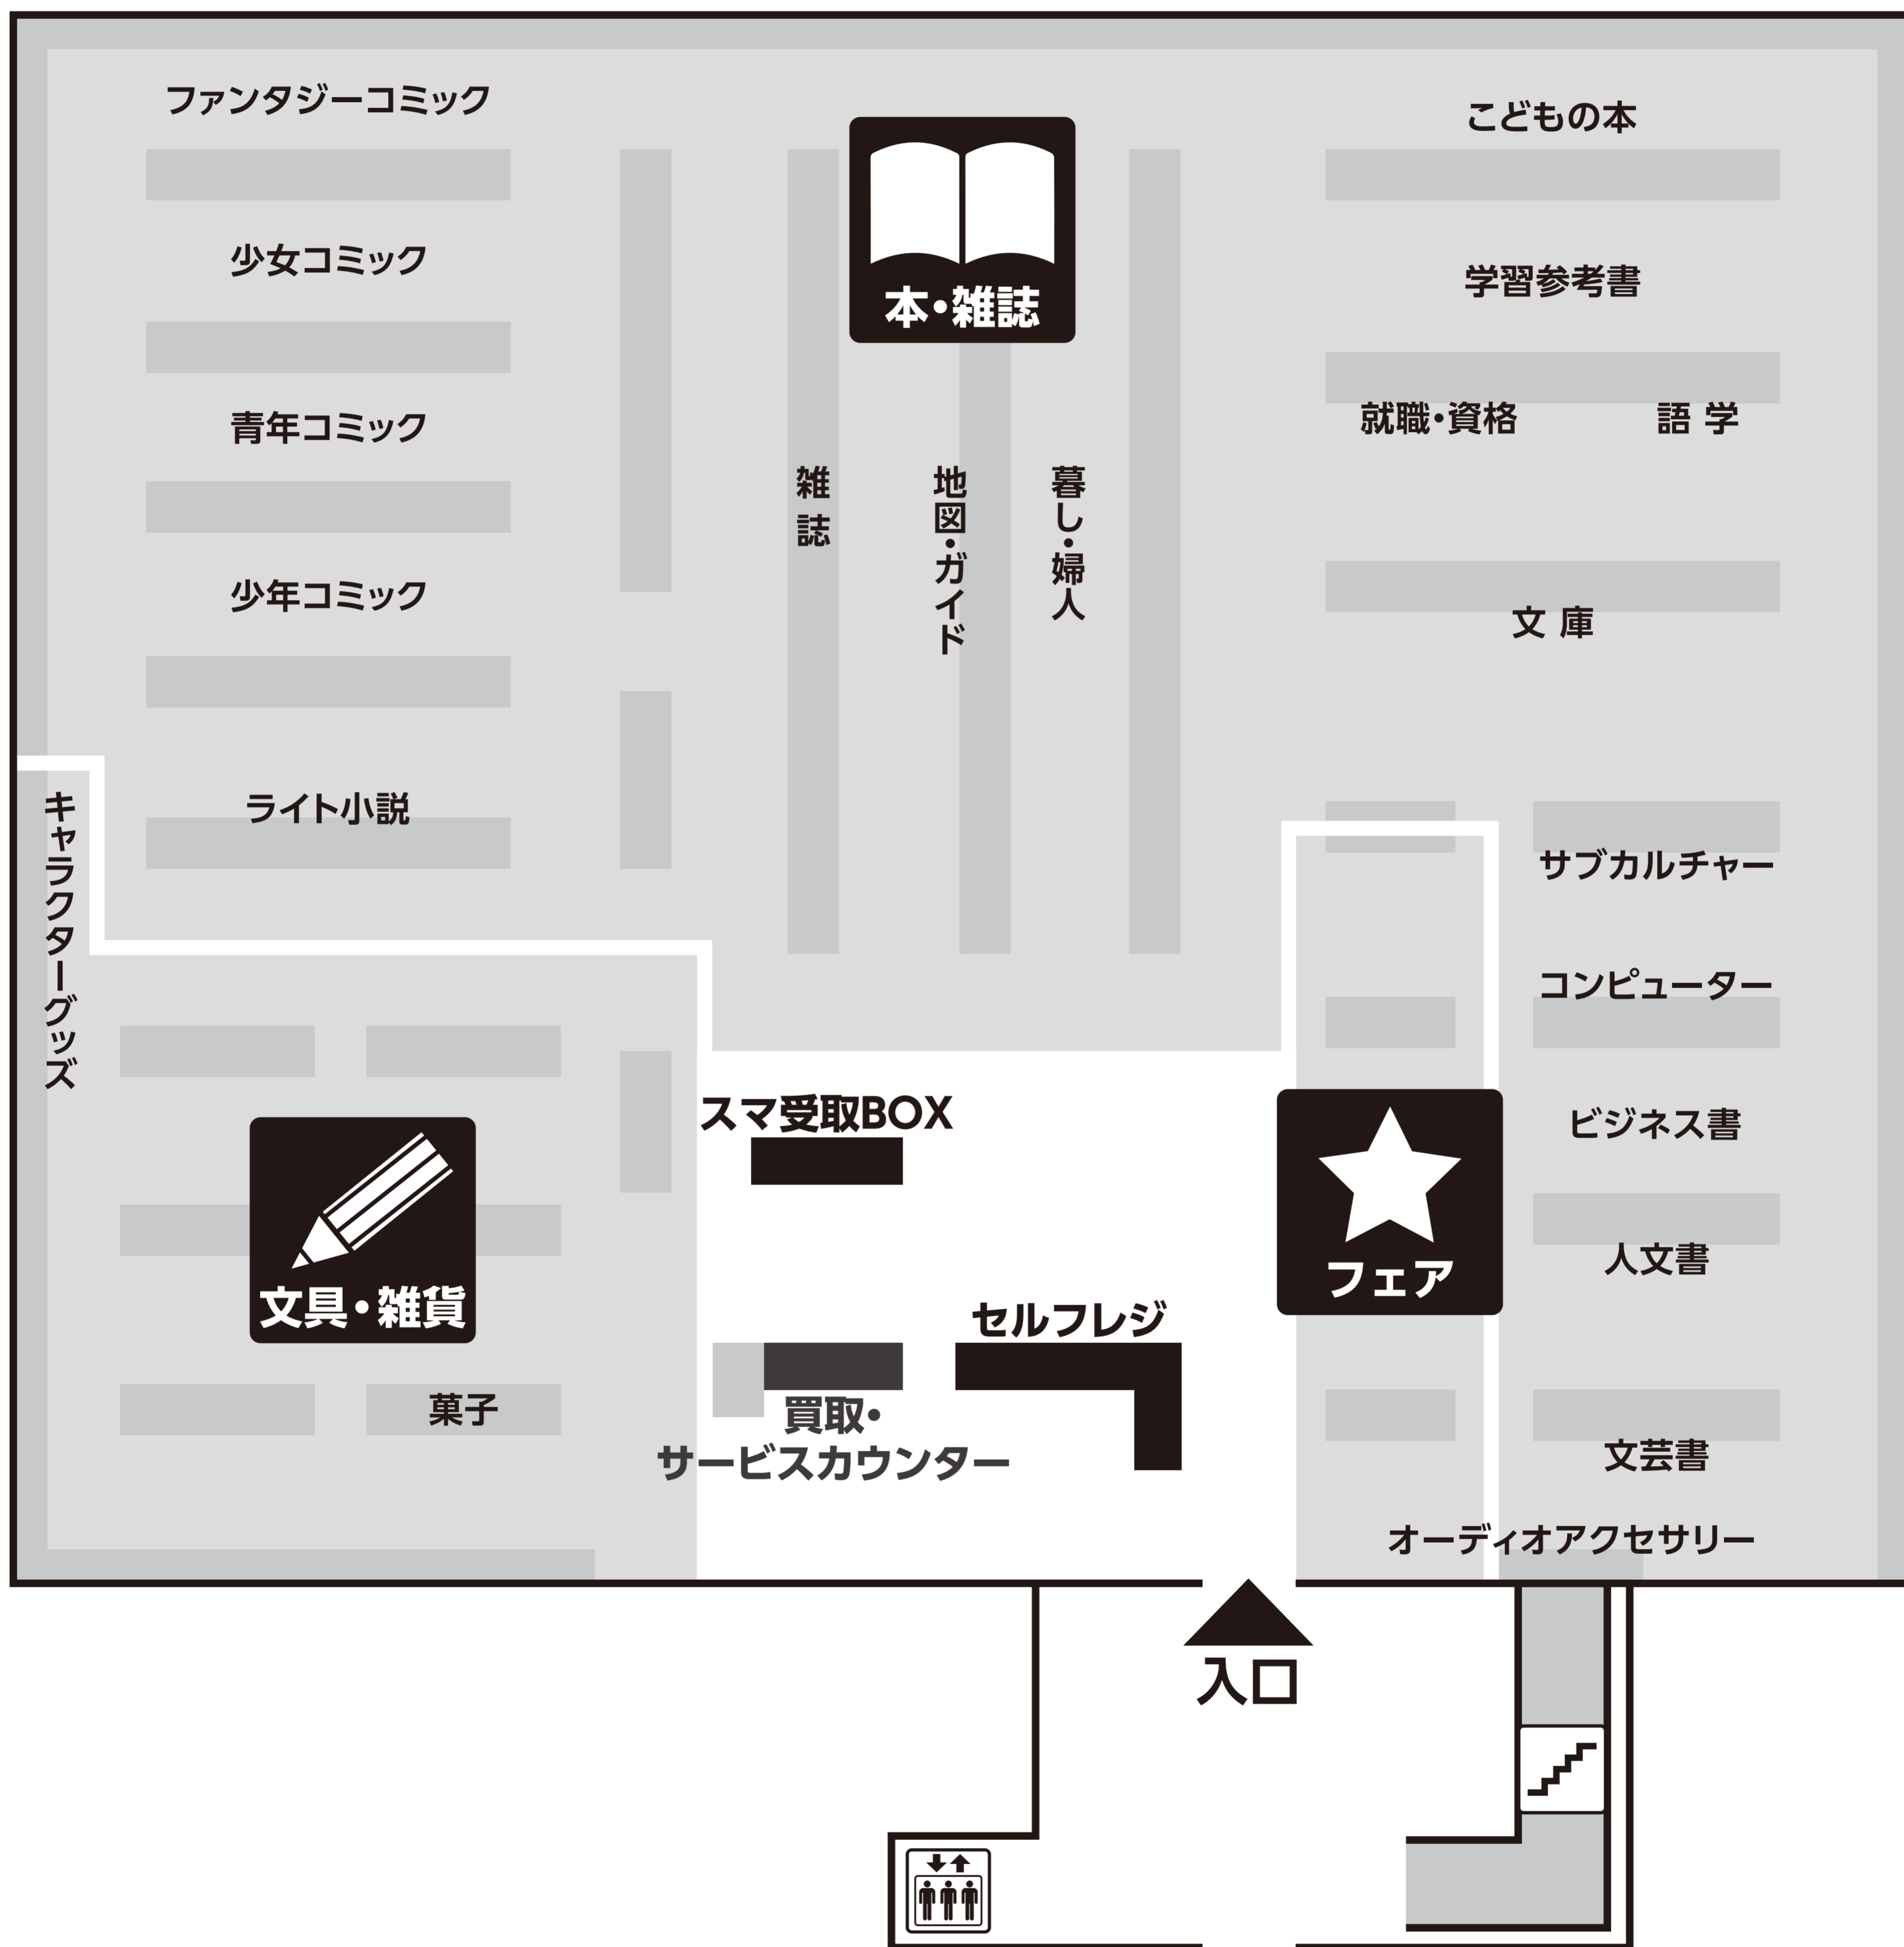 ファンタジーコミック
こどもの本
少女コミック
本・雑誌
学習参考書
青年コミック
就職・資格
語学
雑誌
地図・ガイド
暮し・婦人
少年コミック
文庫
ライト小説
キャラクターグッズ
サブカルチャー
コンピューター
スマ受取BOX
ビジネス書
文具・雑貨
フェア
人文書
セルフレジ
菓子
買取・
サービスカウンター
文芸書
オーディオアクセサリー
入口